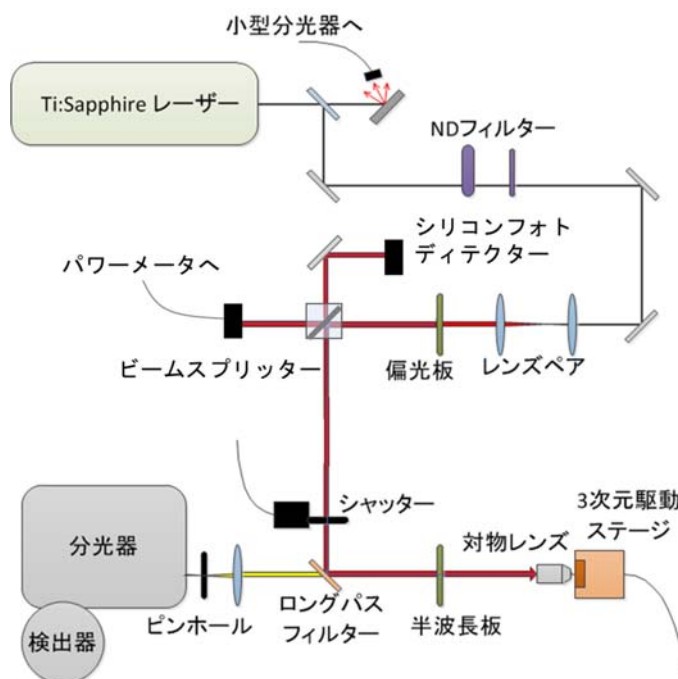 小型分光器へ
Ti:Sapphire レーザー
NDフィルター
シリコンフォト
ディテクター
パワーメータへ
ビームスプリッター
偏光板
レンズペア
シャッター
3次元駆動
ステージ
対物レンズ
分光器
ピンホール
ロングパス
フィルター
半波長板
検出器